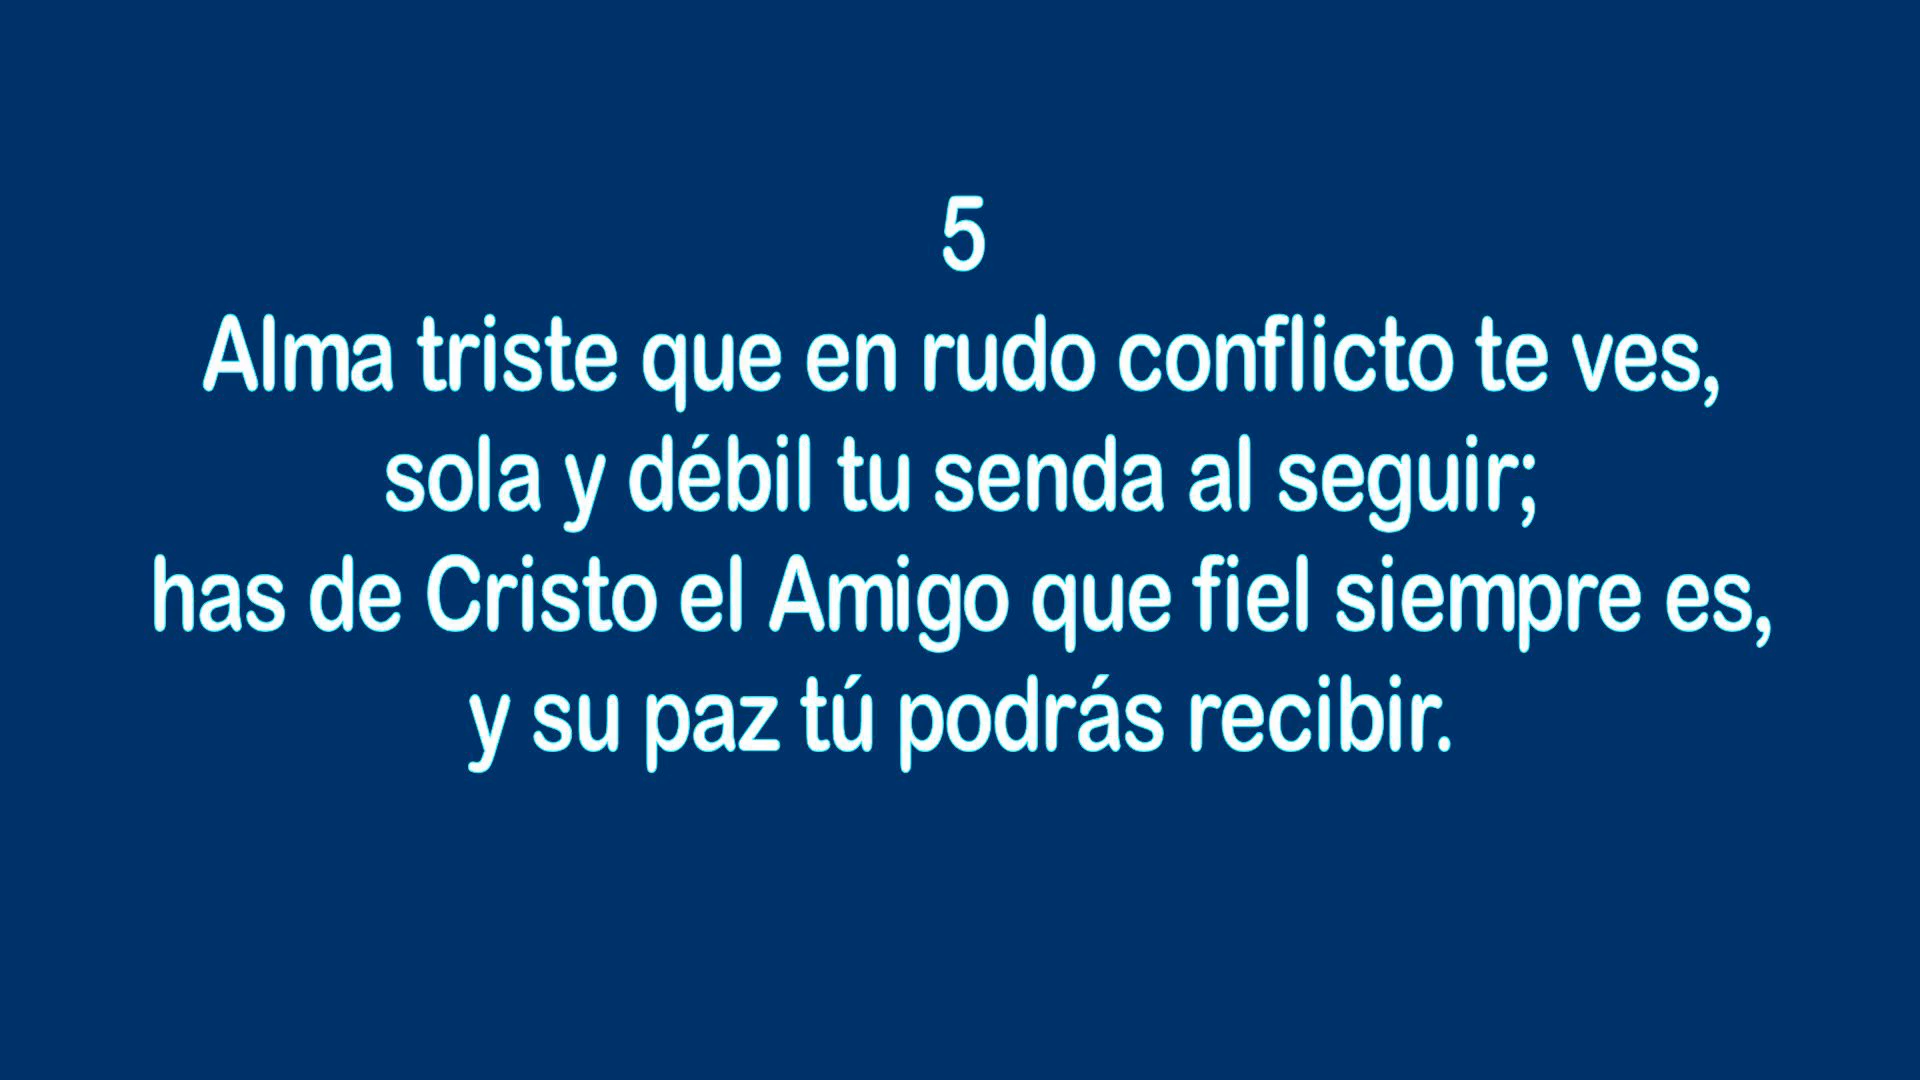 5
Alma triste que en rudo conflicto te ves,
sola y débil tu senda al seguir;
has de Cristo el Amigo que fiel siempre es,
y su paz tú podrás recibir.